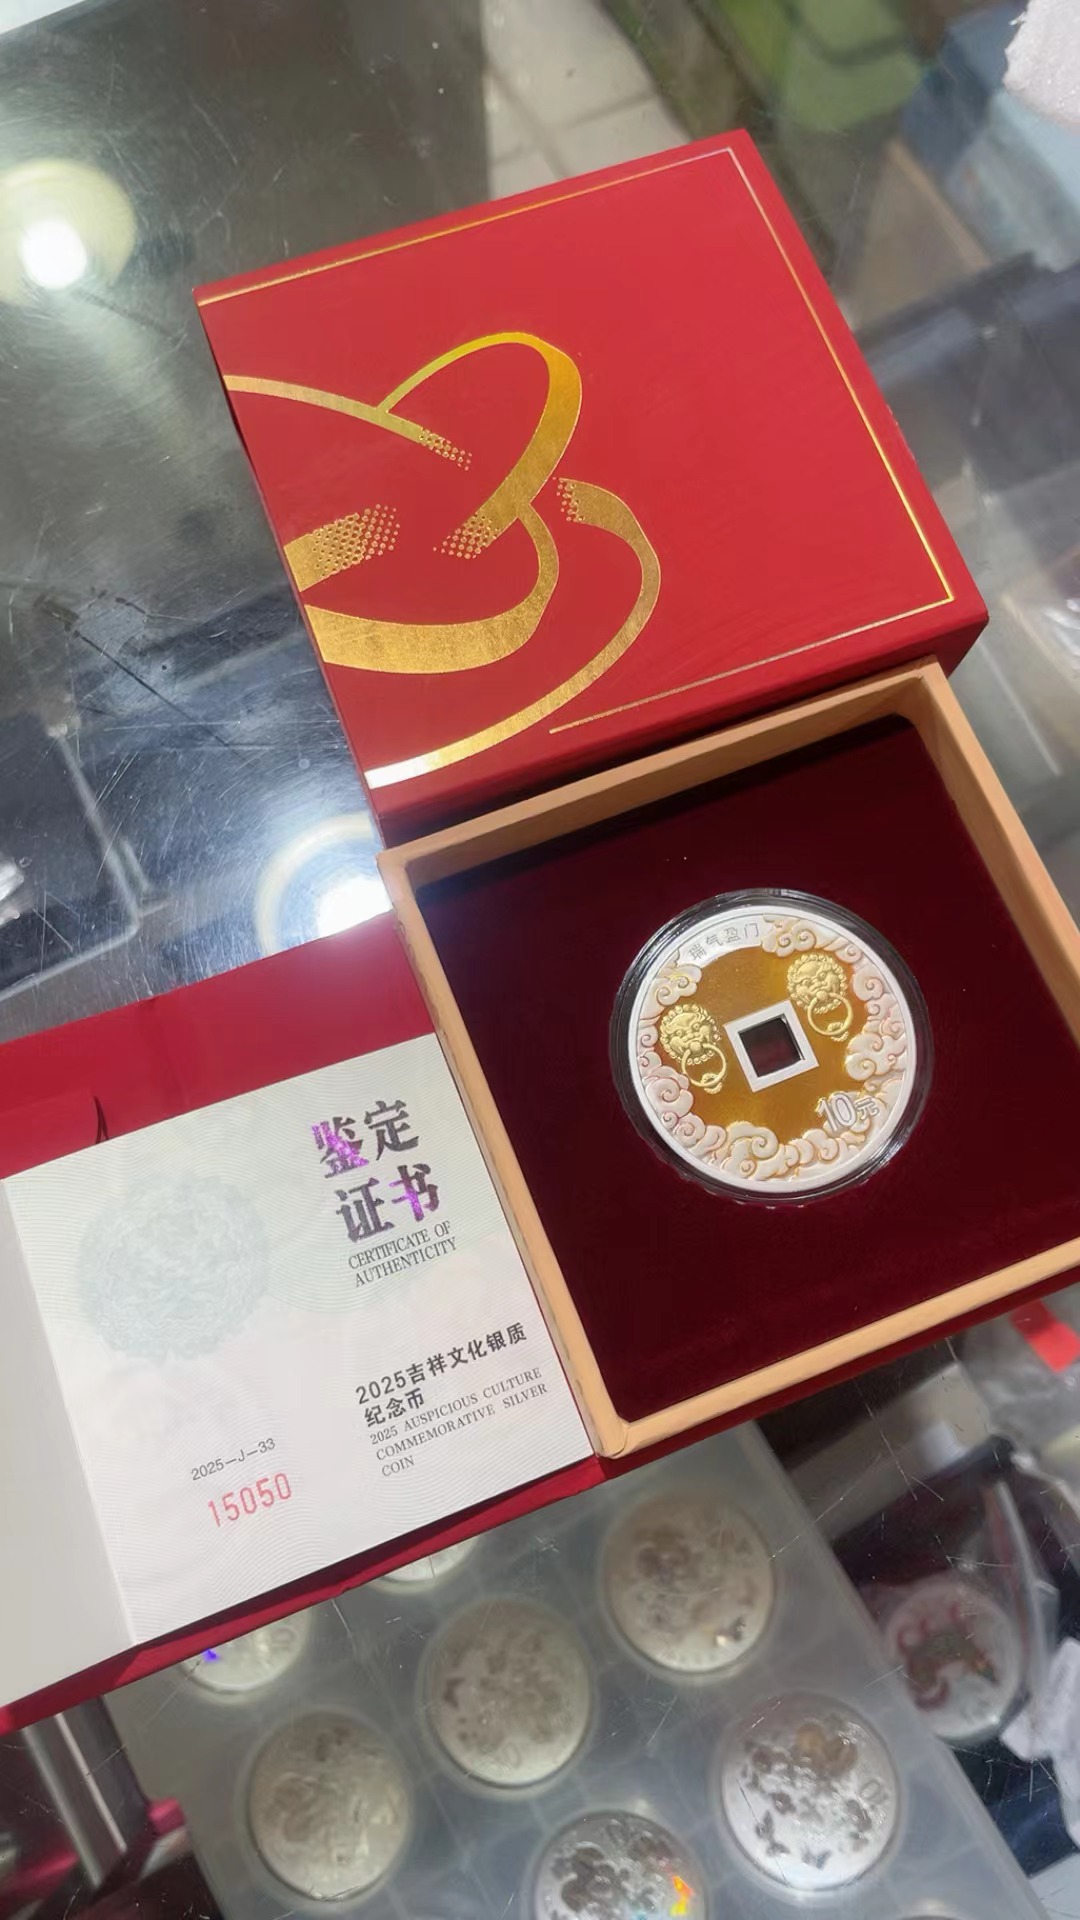 瑞气盈门
10元
鉴定
证书
CERTIFICATE OF
AUTHENTICITY
2025吉祥文化银质
纪念币
2025 AUSPICIOUS CULTURE
COMMEMORATIVE SILVER
COIN
2025-J-33
15050